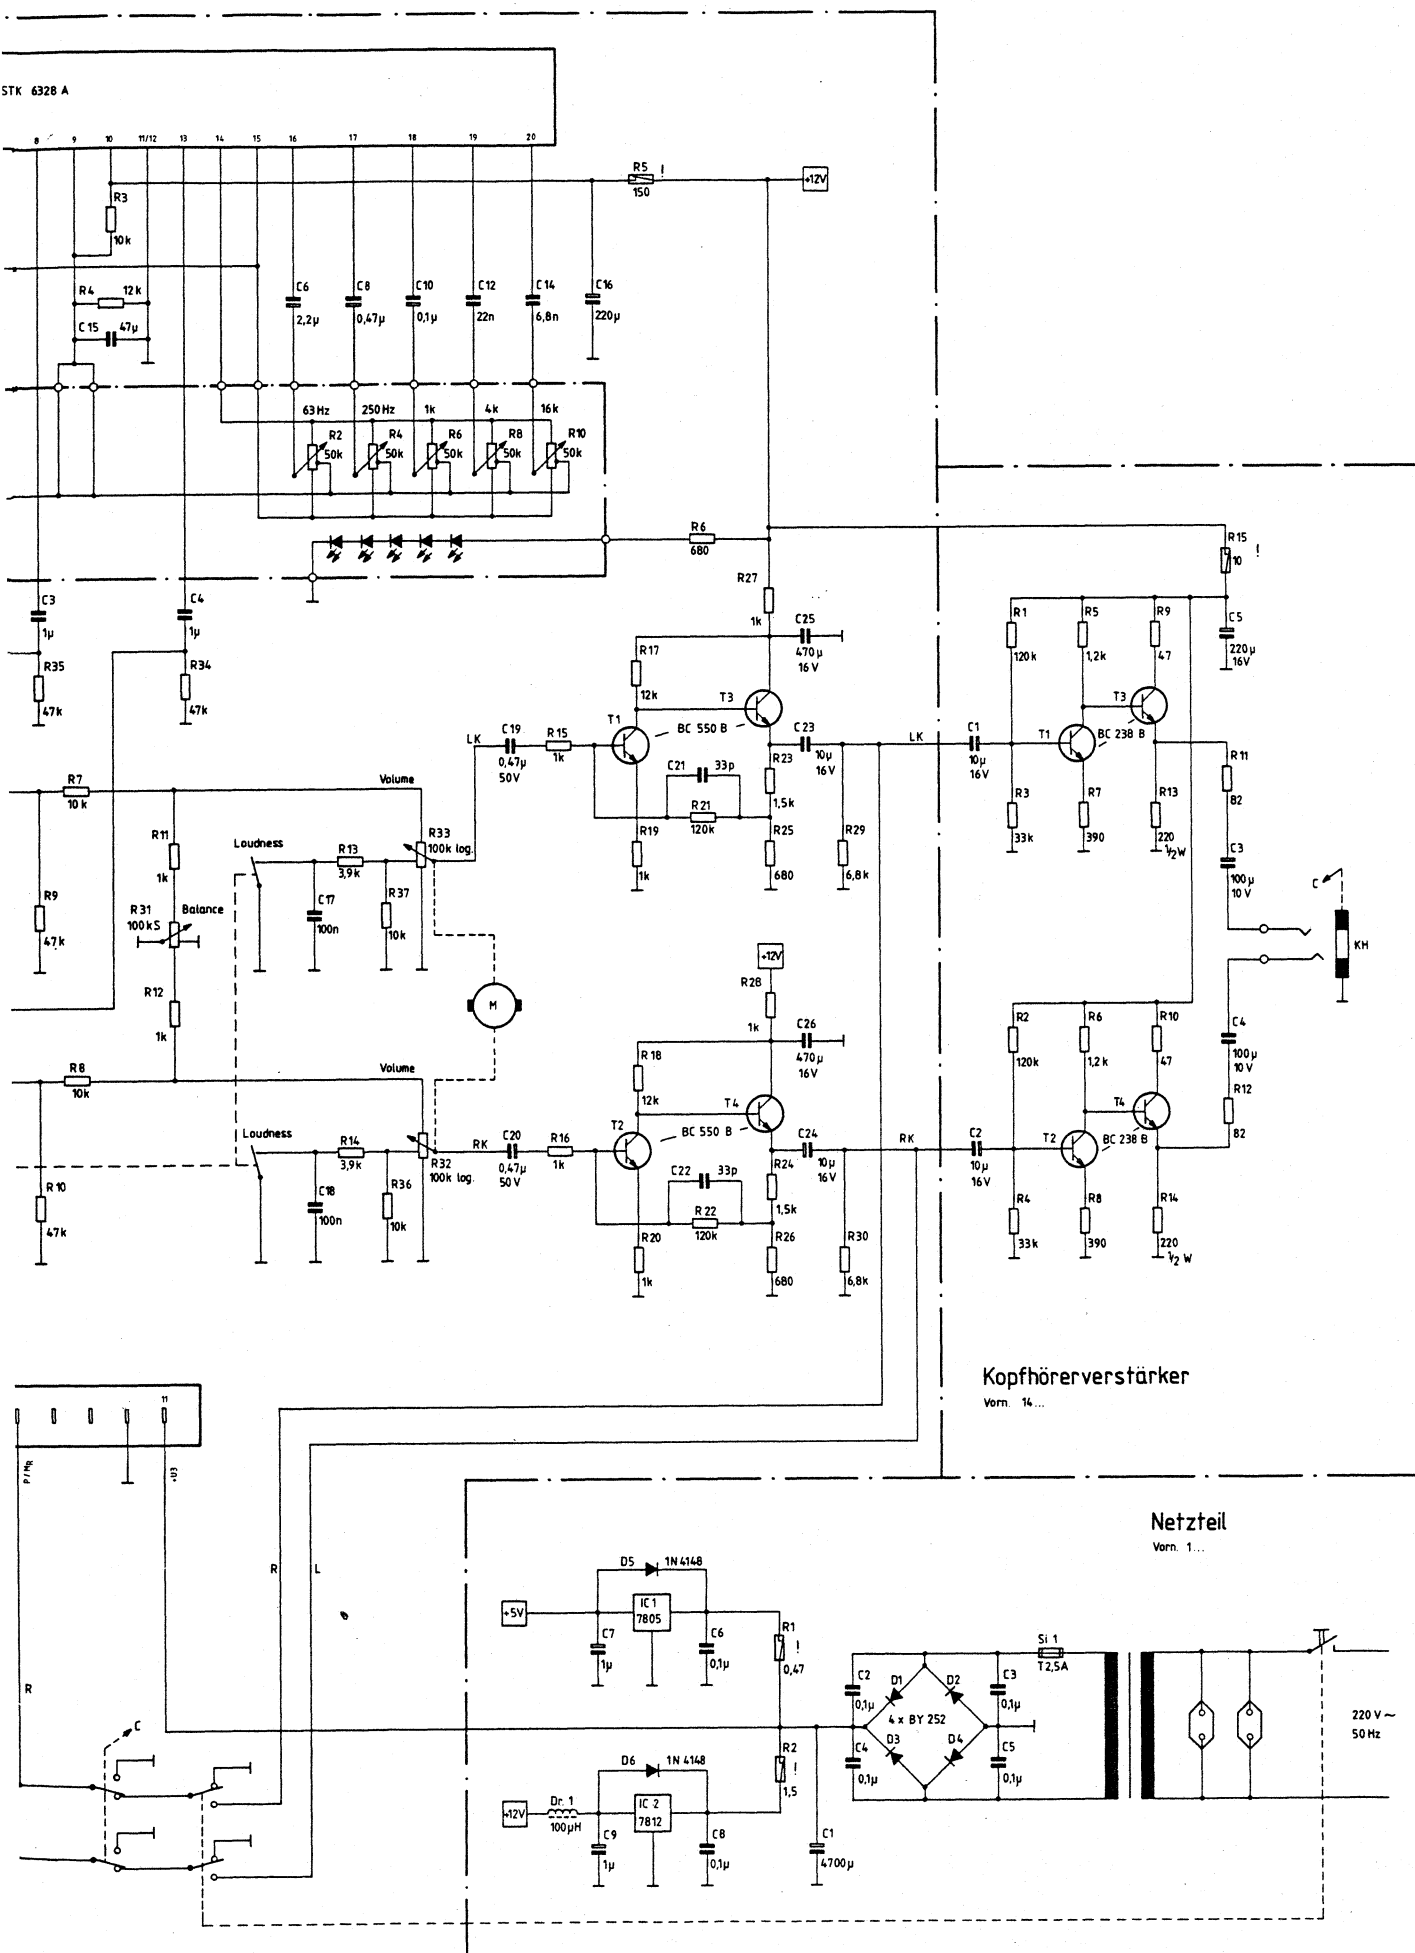 STK 6328 A
8 9 10 11/12 13 14 15 16 17 18 19 20
R5 !
150
+12V
R3
10k
R4 12k
C15 47µ
C6
2,2µ
C8
0,47µ
C10
0,1µ
C12
22n
C14
6,8n
C16
220µ
63Hz 250Hz 1k 4k 16k
R2
50k
R4
50k
R6
50k
R8
50k
R10
50k
R6
680
C3
1µ
C4
1µ
R35
47k
R34
47k
R27
1k
C25
470µ
16V
R17
12k
T1
T3
BC 550 B
LK
C19
0,47µ
50V
R15
1k
C21 33p
R21
120k
R19
1k
C23
10µ
16V
R23
1,5k
R25
680
R29
6,8k
LK
R15 !
10
R1
120k
R5
1,2k
R9
47
C5
220µ
16V
T1
T3
BC 238 B
C1
10µ
16V
R3
33k
R7
390
R13
220
1/2W
R11
82
C3
100µ
10V
C
KH
R7
10k
Volume
R11
1k
Loudness
R13
3,9k
R33
100k log.
R9
47k
R31
100kS
Balance
C17
100n
R37
10k
R12
1k
M
R8
10k
Volume
Loudness
R14
3,9k
R32
100k log.
R10
47k
C18
100n
R36
10k
+12V
R28
1k
C26
470µ
16V
R18
12k
T2
T4
BC 550 B
RK
C20
0,47µ
50V
R16
1k
C22 33p
R22
120k
R20
1k
C24
10µ
16V
R24
1,5k
R26
680
R30
6,8k
RK
R2
120k
R6
1,2k
R10
47
C4
100µ
10V
R12
82
T2
T4
BC 238 B
C2
10µ
16V
R4
33k
R8
390
R14
220
1/2 W
Kopfhörerverstärker
Vorn. 14...
11
P/MR
+U3
R
R
L
C
Netzteil
Vorn. 1...
D5 1N 4148
+5V
IC 1
7805
C7
1µ
C6
0,1µ
R1
!
0,47
Si 1
T2,5A
C2
0,1µ
D1
D2
C3
0,1µ
4 x BY 252
C4
0,1µ
D3
D4
C5
0,1µ
220 V ~
50 Hz
D6 1N 4148
R2
!
1,5
+12V
Dr. 1
100µH
IC 2
7812
C9
1µ
C8
0,1µ
C1
4700µ